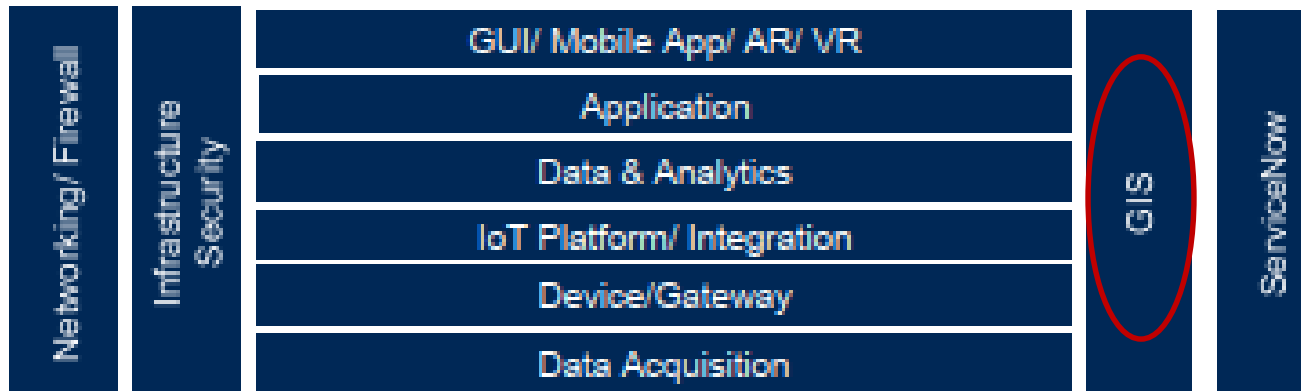 Networking/ Firewall
Infrastructure
Security
GUI/ Mobile App/ AR/ VR
Application
Data & Analytics
IoT Platform/ Integration
Device/Gateway
Data Acquisition
GIS
ServiceNow